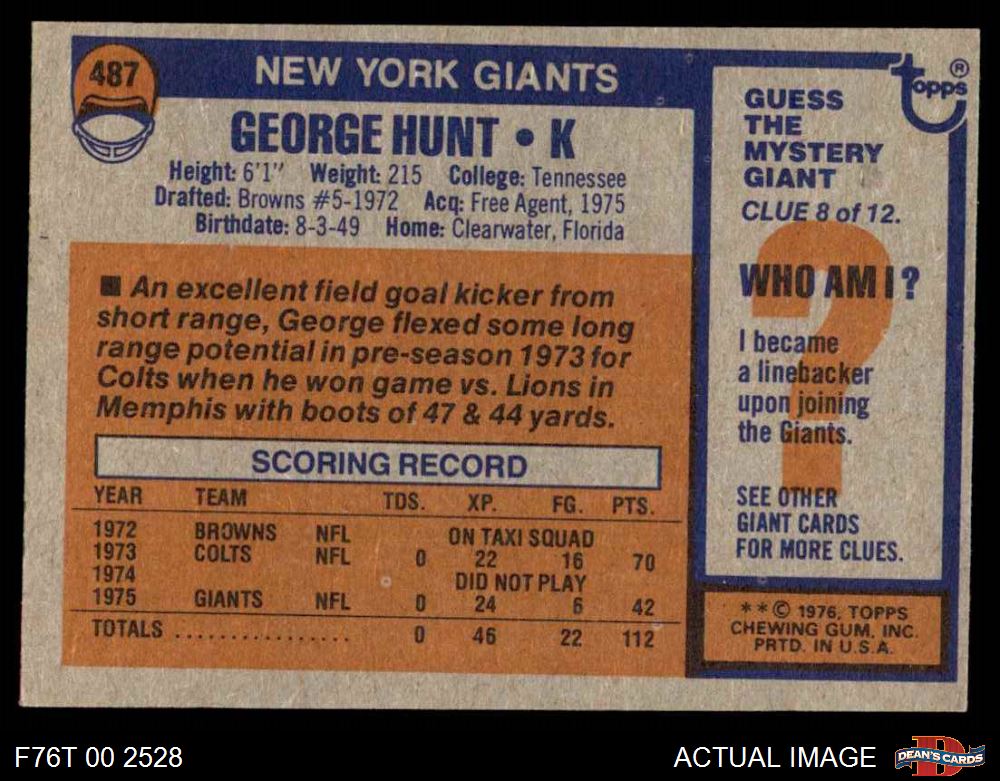 487
NEW YORK GIANTS
GEORGE HUNT • K
Height: 6'1" Weight: 215 College: Tennessee
Drafted: Browns #5-1972 Acq: Free Agent, 1975
Birthdate: 8-3-49 Home: Clearwater, Florida
■ An excellent field goal kicker from
short range, George flexed some long
range potential in pre-season 1973 for
Colts when he won game vs. Lions in
Memphis with boots of 47 & 44 yards.
SCORING RECORD
YEAR TEAM TDS. XP. FG. PTS.
1972 BROWNS NFL ON TAXI SQUAD
1973 COLTS NFL 0 22 16 70
1974 DID NOT PLAY
1975 GIANTS NFL 0 24 6 42
TOTALS ................ 0 46 22 112
Topps ®
GUESS
THE
MYSTERY
GIANT
CLUE 8 of 12.
?
WHO AM I?
I became
a linebacker
upon joining
the Giants.
SEE OTHER
GIANT CARDS
FOR MORE CLUES.
**© 1976, TOPPS
CHEWING GUM, INC.
PRTD. IN U.S.A.
F76T 00 2528
ACTUAL IMAGE
D
DEAN'S CARDS